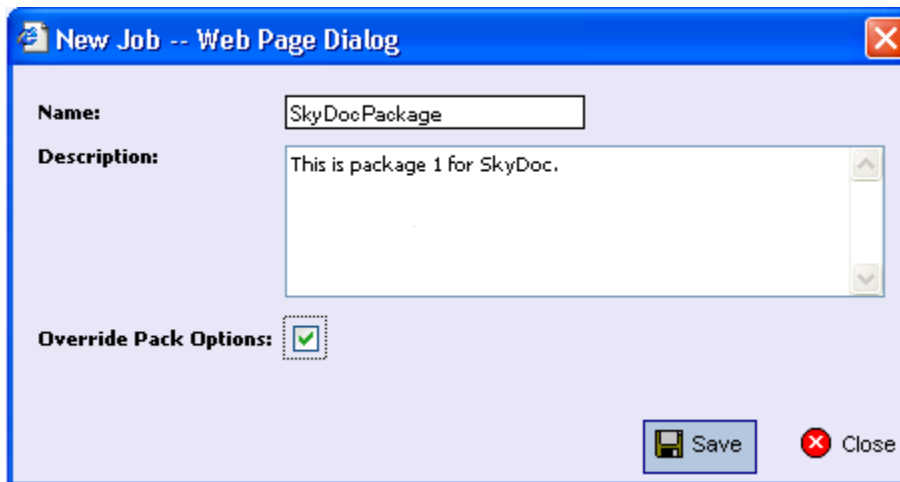 New Job -- Web Page Dialog
Name: SkyDocPackage
Description: This is package 1 for SkyDoc.
Override Pack Options:
Save Close